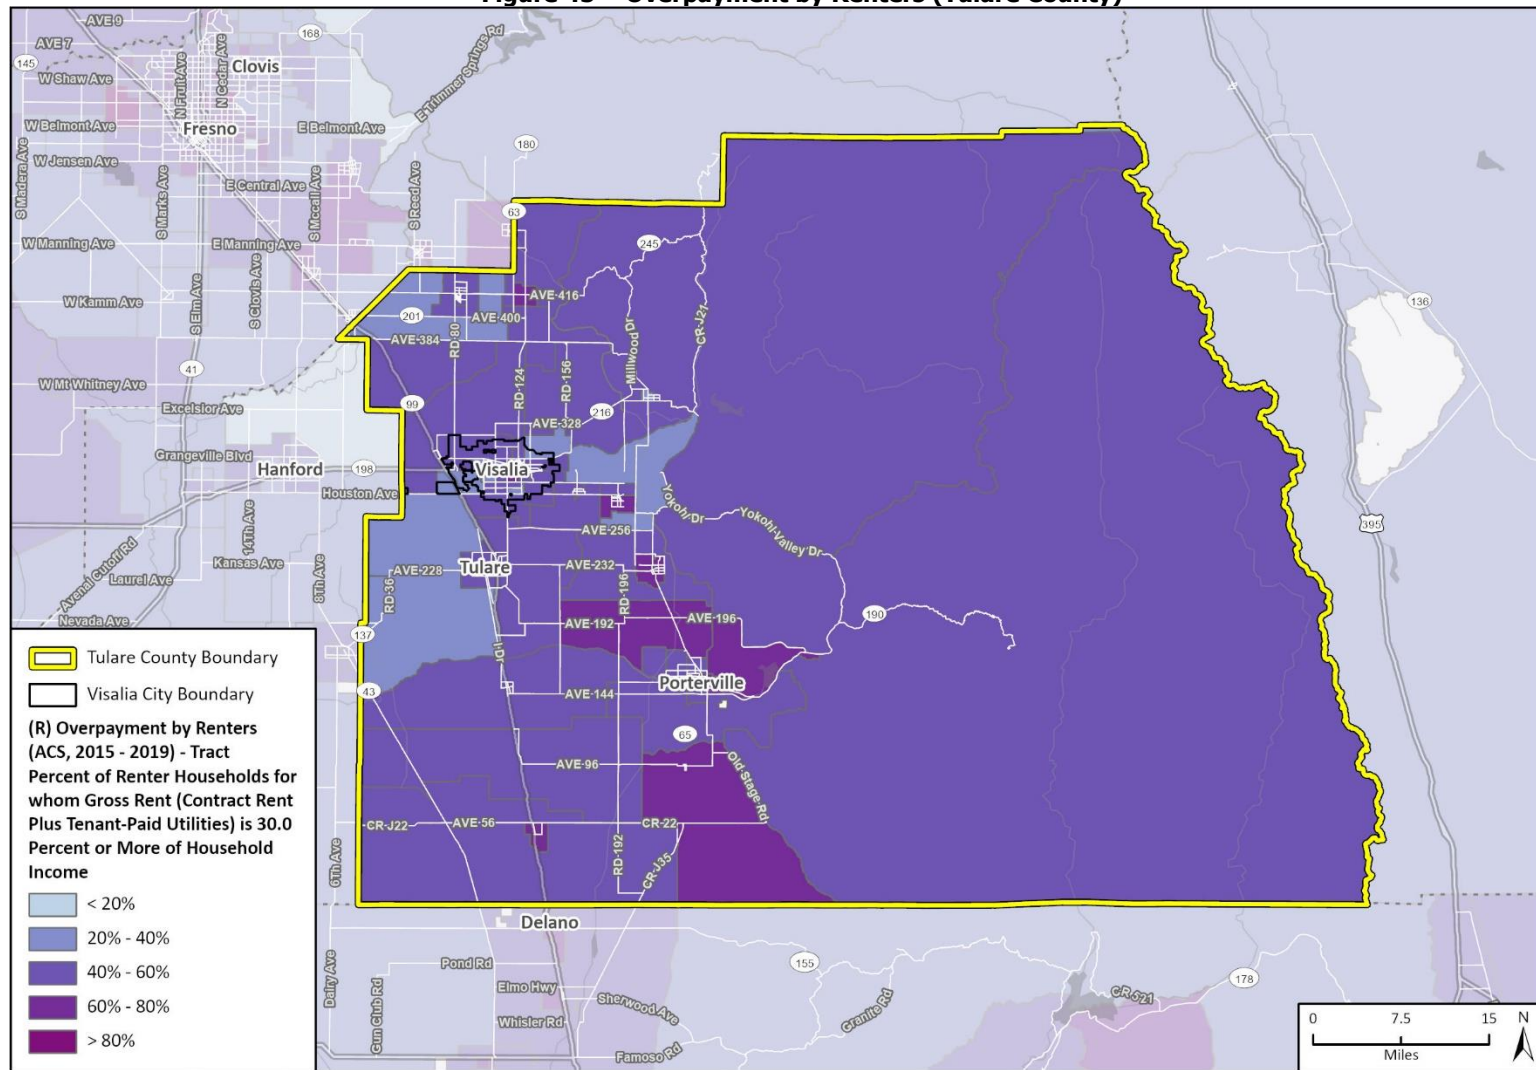 Figure 43 – Overpayment by Renters (Tulare County)
AVE 9
168
AVE 7
145
Clovis
E Trimmer Springs Rd
W Shaw Ave
N Fruit Ave
N Cedar Ave
W Belmont Ave
Fresno
E Belmont Ave
180
W Jensen Ave
S Madera Ave
S Marks Ave
E Central Ave
S Mccall Ave
S Reed Ave
63
W Manning Ave
E Manning Ave
245
S Elm Ave
S Clovis Ave
W Kamm Ave
AVE 416
201
AVE 400
RD 80
AVE 384
Millwood Dr
CR-J21
136
41
W Mt Whitney Ave
RD 124
RD 156
99
Excelsior Ave
216
AVE 328
Grangeville Blvd
Hanford
198
Visalia
Houston Ave
Yokohl Dr
Yokohl Valley Dr
395
14Th Ave
AVE 256
Avenal Cutoff Rd
Kansas Ave
Laurel Ave
8Th Ave
AVE 228
Tulare
AVE 232
RD 36
RD 196
Nevada Ave
AVE 192
AVE 196
190
137
I Dr
43
AVE 144
Porterville
65
AVE 96
Old Stage Rd
CR-J22
AVE 56
CR 22
RD 192
CR-J35
6Th Ave
Delano
Pond Rd
155
Dairy Ave
Gun Club Rd
Elmo Hwy
Sherwood Ave
Granite Rd
CR 521
178
Whisler Rd
Famoso Rd
Tulare County Boundary
Visalia City Boundary
(R) Overpayment by Renters
(ACS, 2015 - 2019) - Tract
Percent of Renter Households for
whom Gross Rent (Contract Rent
Plus Tenant-Paid Utilities) is 30.0
Percent or More of Household
Income
< 20%
20% - 40%
40% - 60%
60% - 80%
> 80%
0 7.5 15
Miles
N